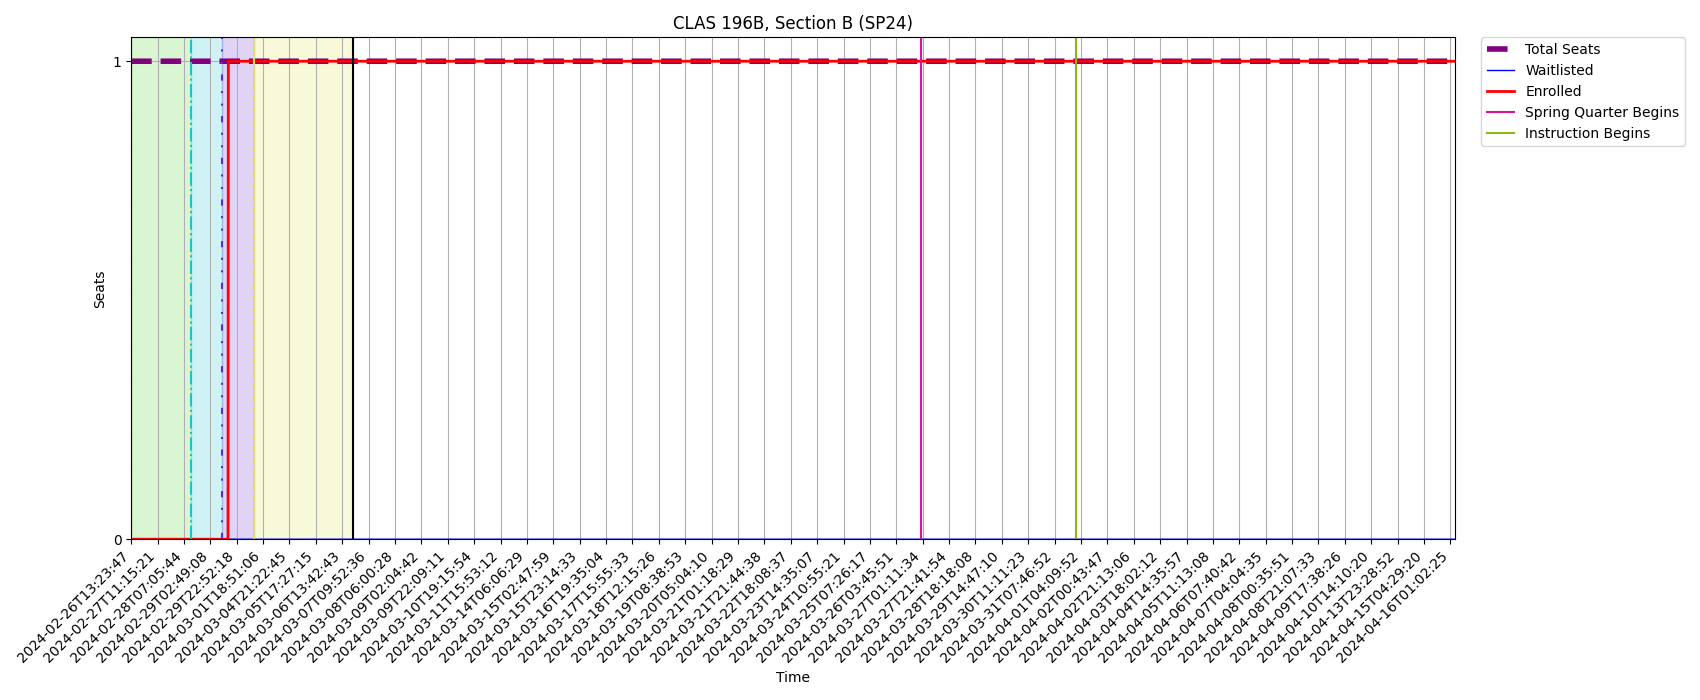 CLAS 196B, Section B (SP24)
Total Seats
Waitlisted
Enrolled
Spring Quarter Begins
Instruction Begins
Seats
1
0
2024-02-26T13:23:47
2024-02-27T11:15:21
2024-02-28T07:05:44
2024-02-29T02:49:08
2024-02-29T22:52:18
2024-03-01T18:51:06
2024-03-04T21:22:45
2024-03-05T17:27:15
2024-03-06T13:42:43
2024-03-07T09:52:36
2024-03-08T06:00:28
2024-03-09T02:04:42
2024-03-09T22:09:11
2024-03-10T19:15:54
2024-03-11T15:53:12
2024-03-14T06:06:29
2024-03-15T02:47:59
2024-03-15T23:14:33
2024-03-16T19:35:04
2024-03-17T15:55:33
2024-03-18T12:15:26
2024-03-19T08:38:53
2024-03-20T05:04:10
2024-03-21T01:18:29
2024-03-21T21:44:38
2024-03-22T18:08:37
2024-03-23T14:35:07
2024-03-24T10:55:21
2024-03-25T07:26:17
2024-03-26T03:45:51
2024-03-27T01:11:34
2024-03-27T21:41:54
2024-03-28T18:18:09
2024-03-29T14:47:10
2024-03-30T11:11:23
2024-03-31T07:46:52
2024-04-01T04:09:52
2024-04-02T00:43:47
2024-04-02T21:13:06
2024-04-03T18:02:12
2024-04-04T14:35:57
2024-04-05T11:13:08
2024-04-06T07:40:42
2024-04-07T04:04:35
2024-04-08T00:35:51
2024-04-08T21:07:33
2024-04-09T17:38:26
2024-04-10T14:10:20
2024-04-13T23:28:52
2024-04-15T04:29:20
2024-04-16T01:02:25
Time